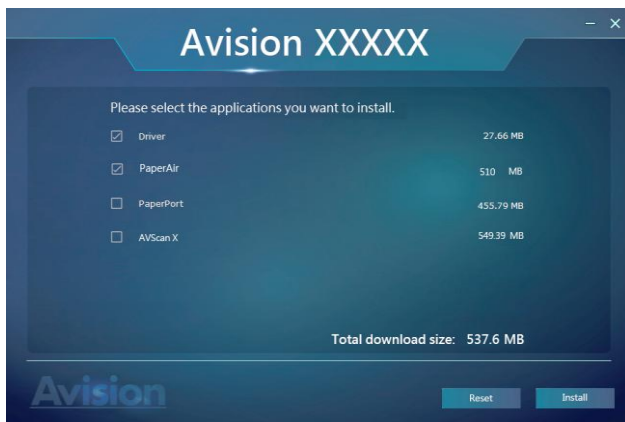 Avision XXXXX
Please select the applications you want to install.
Driver 27.66 MB
PaperAir 510 MB
PaperPort 455.79 MB
AVScan X 549.39 MB
Total download size: 537.6 MB
Avision
Reset Install